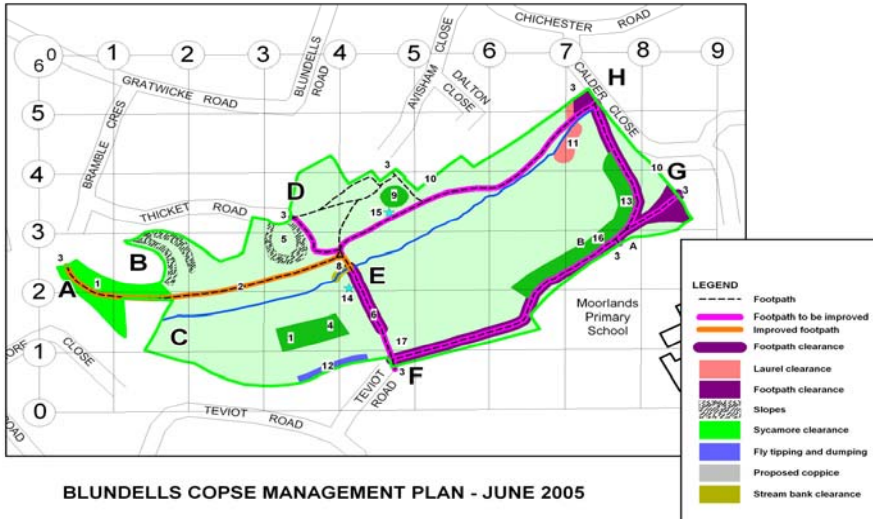 CHICHESTER ROAD
1 2 3 4 5 6 7 8 9
6 0
BLUNDELLS
ROAD
AVISHAM CLOSE
DALTON
CLOSE
CALDER CLOSE
H
GRATWICKE ROAD
BRAMBLE CRES
5
3
11
4
3
10
10
G
D
9
3
13
THICKET ROAD
3
15
3
5
B
16
A
B
3
3
8
E
A
1
2
2
14
Moorlands
Primary
School
C
6
1
4
17
1
12
F
3
ORF CLOSE
TEVIOT
ROAD
0
TEVIOT ROAD
ROAD
LEGEND
Footpath
Footpath to be improved
Improved footpath
Footpath clearance
Laurel clearance
Footpath clearance
Slopes
Sycamore clearance
Fly tipping and dumping
Proposed coppice
Stream bank clearance
BLUNDELLS COPSE MANAGEMENT PLAN - JUNE 2005